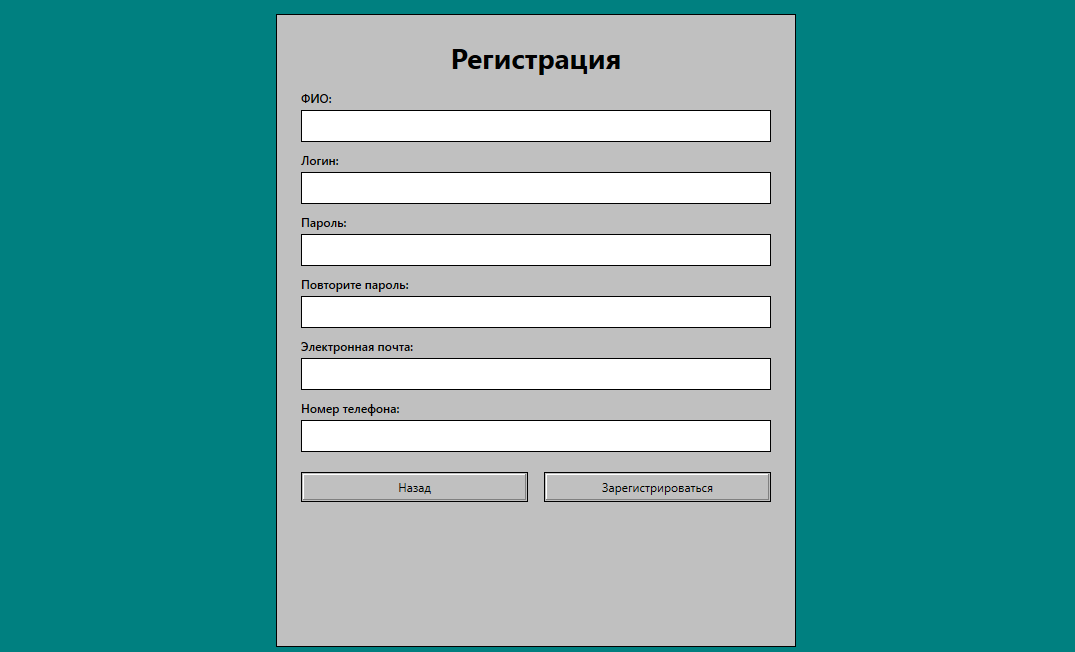 Регистрация
ФИО:
Логин:
Пароль:
Повторите пароль:
Электронная почта:
Номер телефона:
Назад
Зарегистрироваться